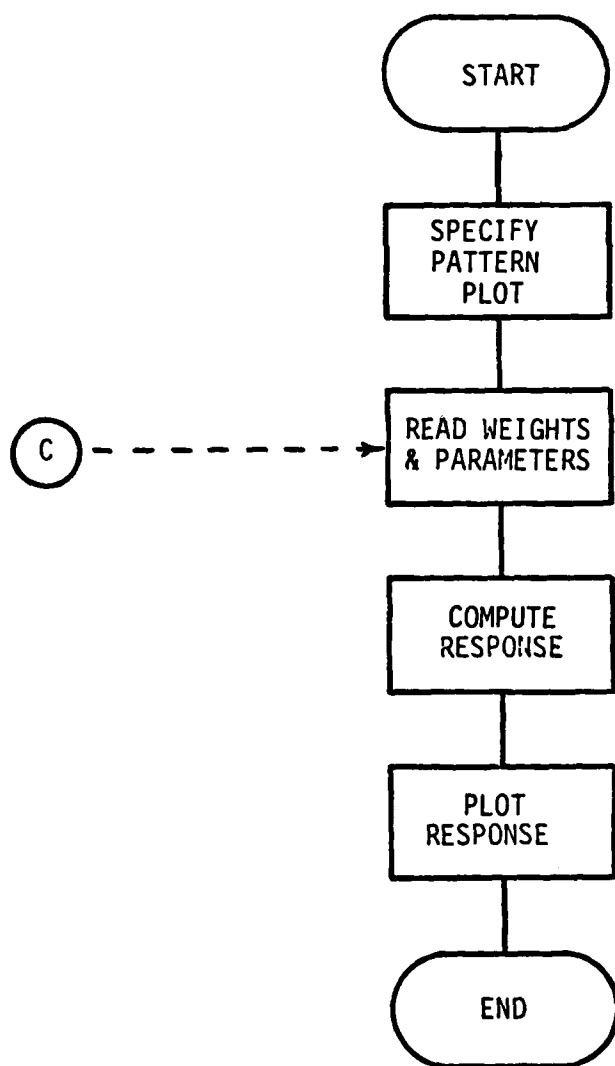 START
SPECIFY
PATTERN
PLOT
C
READ WEIGHTS
& PARAMETERS
COMPUTE
RESPONSE
PLOT
RESPONSE
END